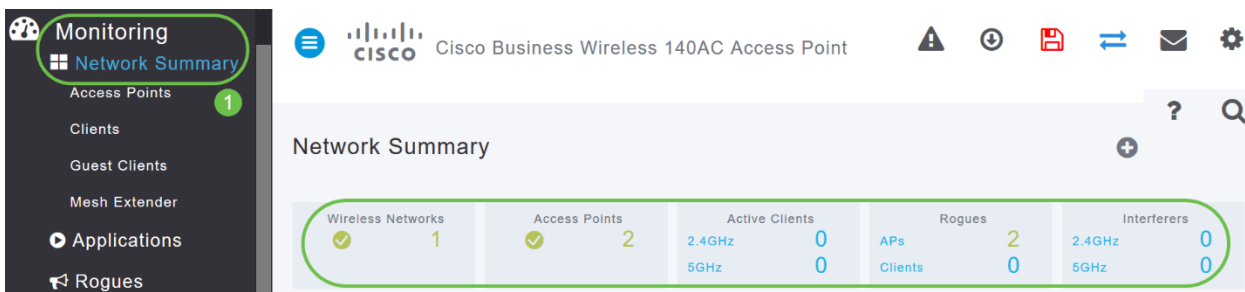 Monitoring
Network Summary
1
Access Points
Clients
Guest Clients
Mesh Extender
Applications
Rogues
CISCO Cisco Business Wireless 140AC Access Point
?
Network Summary
Wireless Networks Access Points Active Clients Rogues Interferers
1 2 2.4GHz 0 APs 2 2.4GHz 0
5GHz 0 Clients 0 5GHz 0